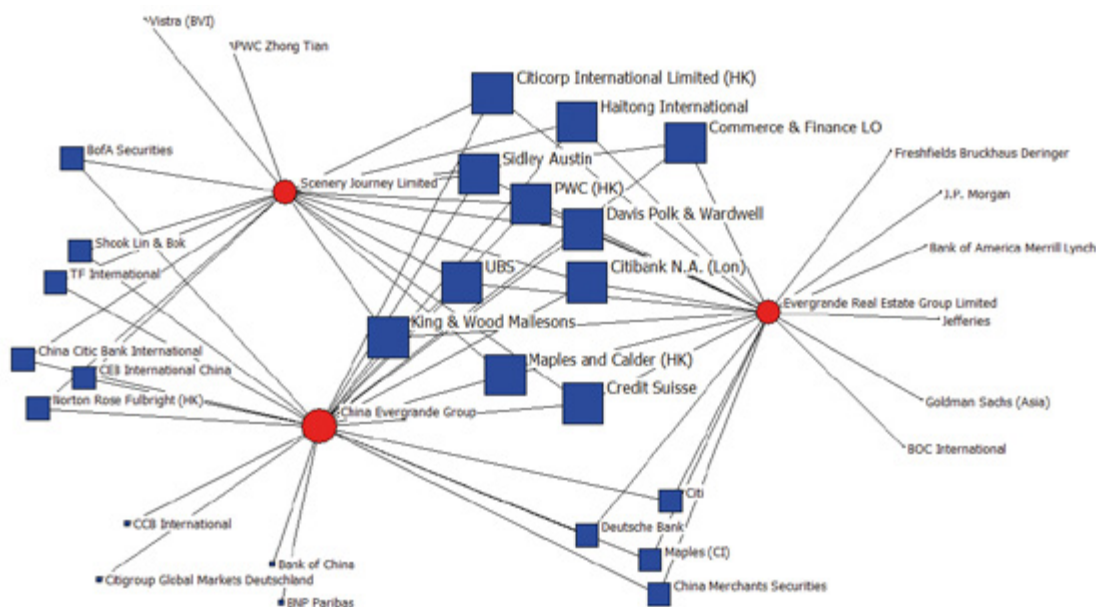 Vistra (BVI)
PWC Zhong Tian
Citicorp International Limited (HK)
Haitong International
Commerce & Finance LO
BofA Securities
Freshfields Bruckhaus Deringer
Sidley Austin
Scenery Journey Limited
PWC (HK)
J.P. Morgan
Davis Polk & Wardwell
Shook Lin & Bok
Bank of America Merrill Lynch
TF International
UBS
Citibank N.A. (Lon)
Evergrande Real Estate Group Limited
Jefferies
King & Wood Mallesons
China Citic Bank International
Maples and Calder (HK)
CEB International China
Credit Suisse
Norton Rose Fulbright (HK)
China Evergrande Group
Goldman Sachs (Asia)
BOC International
Citi
CCB International
Deutsche Bank
Maples (CI)
Bank of China
Citigroup Global Markets Deutschland
China Merchants Securities
BNP Paribas